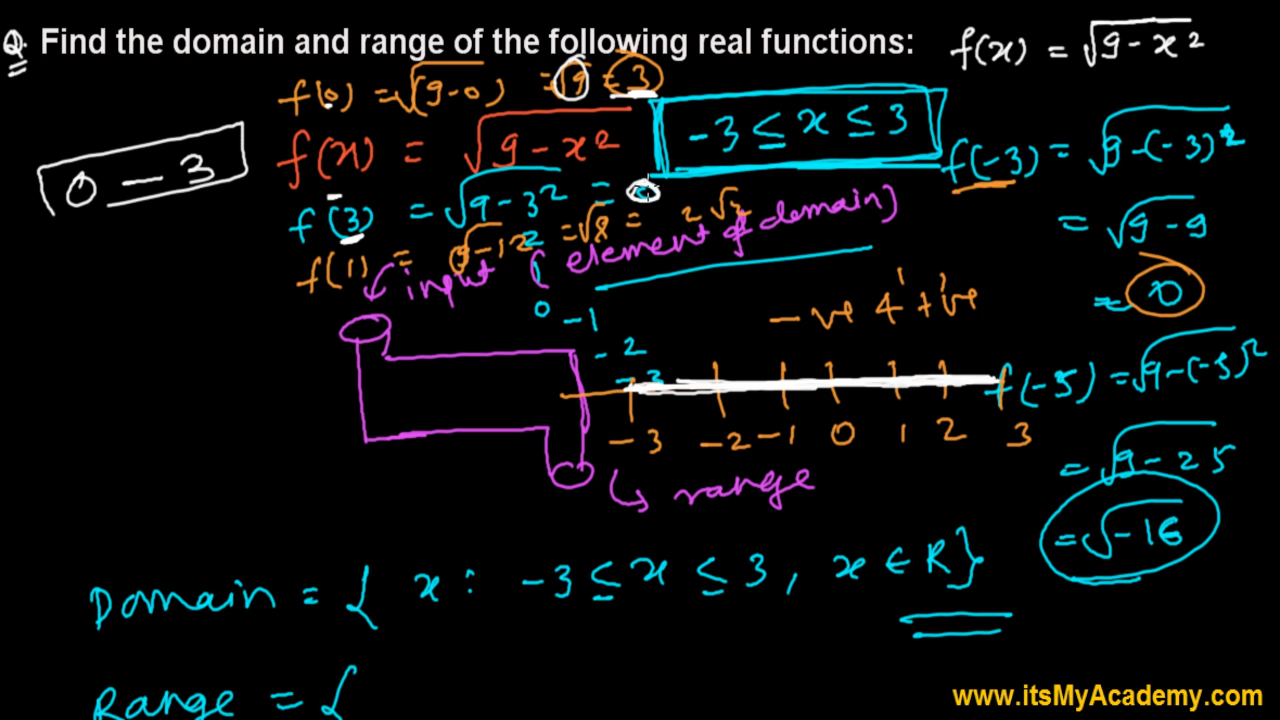 Q. Find the domain and range of the following real functions: f(x) = √9 - x²
f(0) = √(9-0) = √9 = 3
0 - 3
f(x) = √9 - x²
-3 ≤ x ≤ 3
f(-3) = √9-(-3)²
f(3) = √9-3² = 0
= √9-9
f(1) = √9-1² = √8 = 2√2
= 0
input (element of domain)
0 -1
-2
-3
-ve & +ve
f(-5) = √9-(-5)²
-3 -2 -1 0 1 2 3
= √9-25
range
= √-16
Domain = { x : -3 ≤ x ≤ 3, x ∈ R}
Range = {
www.itsMyAcademy.com